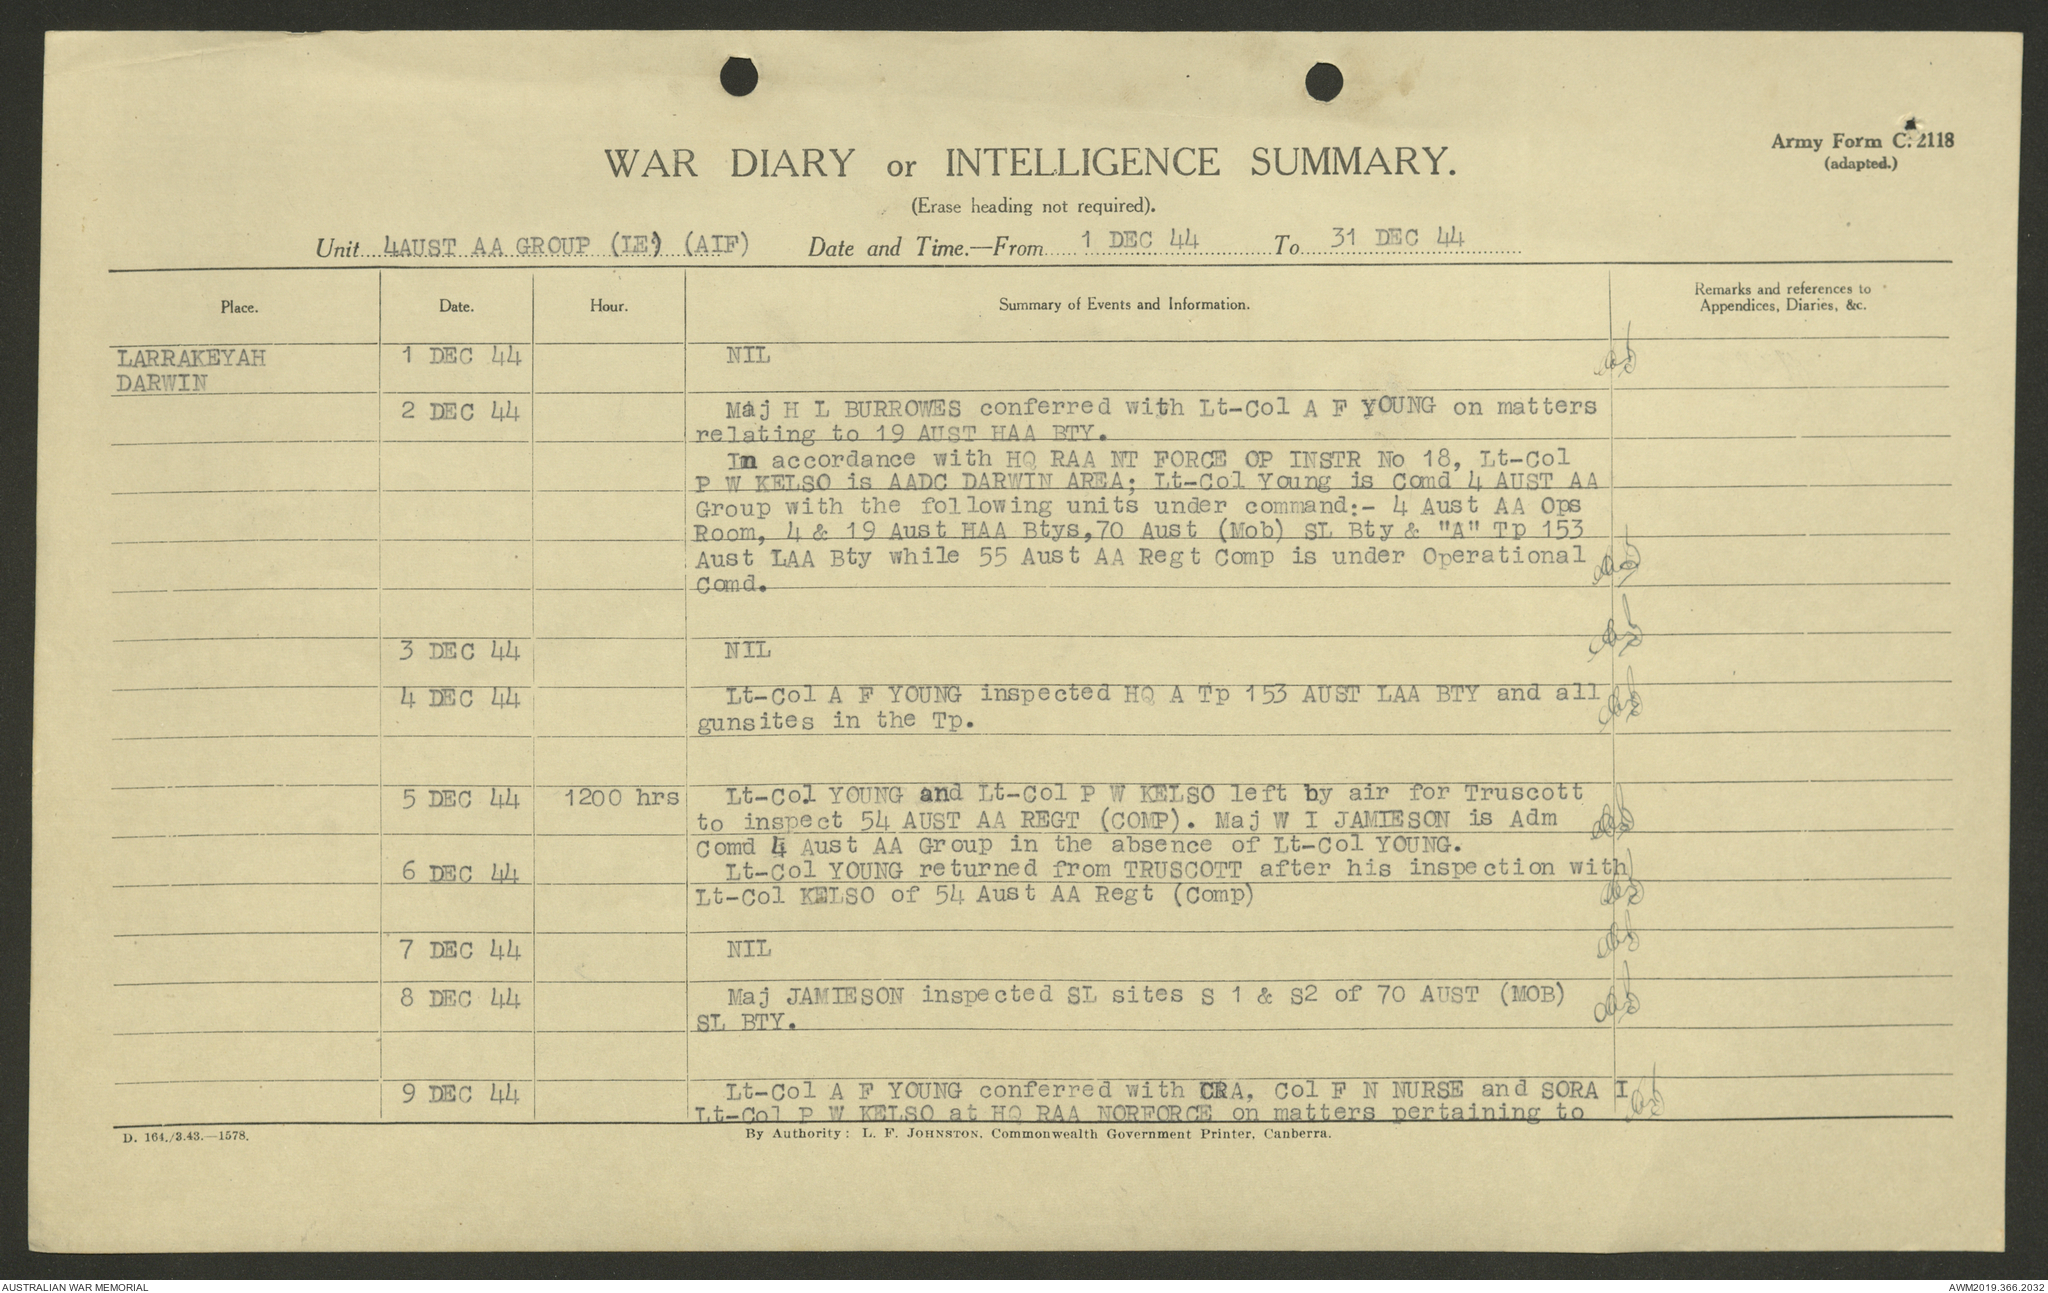 Army Form C. 2118
(adapted.)
WAR DIARY or INTELLIGENCE SUMMARY.
(Erase heading not required).
Unit 4AUST AA GROUP (IE) (AIF) Date and Time.—From 1 DEC 44 To 31 DEC 44
Place. Date. Hour. Summary of Events and Information. Remarks and references to
Appendices, Diaries, &c.
LARRAKEYAH 1 DEC 44 NIL
DARWIN
2 DEC 44 Maj H L BURROWES conferred with Lt-Col A F YOUNG on matters
relating to 19 AUST HAA BTY.
In accordance with HQ RAA NT FORCE OP INSTR No 18, Lt-Col
P W KELSO is AADC DARWIN AREA; Lt-Col Young is Comd 4 AUST AA
Group with the following units under command:- 4 Aust AA Ops
Room, 4 & 19 Aust HAA Btys,70 Aust (Mob) SL Bty & "A" Tp 153
Aust LAA Bty while 55 Aust AA Regt Comp is under Operational
Comd.
3 DEC 44 NIL
4 DEC 44 Lt-Col A F YOUNG inspected HQ A Tp 153 AUST LAA BTY and all
gunsites in the Tp.
5 DEC 44 1200 hrs Lt-Col YOUNG and Lt-Col P W KELSO left by air for Truscott
to inspect 54 AUST AA REGT (COMP). Maj W I JAMIESON is Adm
Comd 4 Aust AA Group in the absence of Lt-Col YOUNG.
6 DEC 44 Lt-Col YOUNG returned from TRUSCOTT after his inspection with
Lt-Col KELSO of 54 Aust AA Regt (Comp)
7 DEC 44 NIL
8 DEC 44 Maj JAMIESON inspected SL sites S 1 & S2 of 70 AUST (MOB)
SL BTY.
9 DEC 44 Lt-Col A F YOUNG conferred with CRA, Col F N NURSE and SORA I
Lt-Col P W KELSO at HQ RAA NORFORCE on matters pertaining to
D. 164./3.43.—1578. By Authority: L. F. JOHNSTON, Commonwealth Government Printer, Canberra.
AUSTRALIAN WAR MEMORIAL AWM2019.366.2032